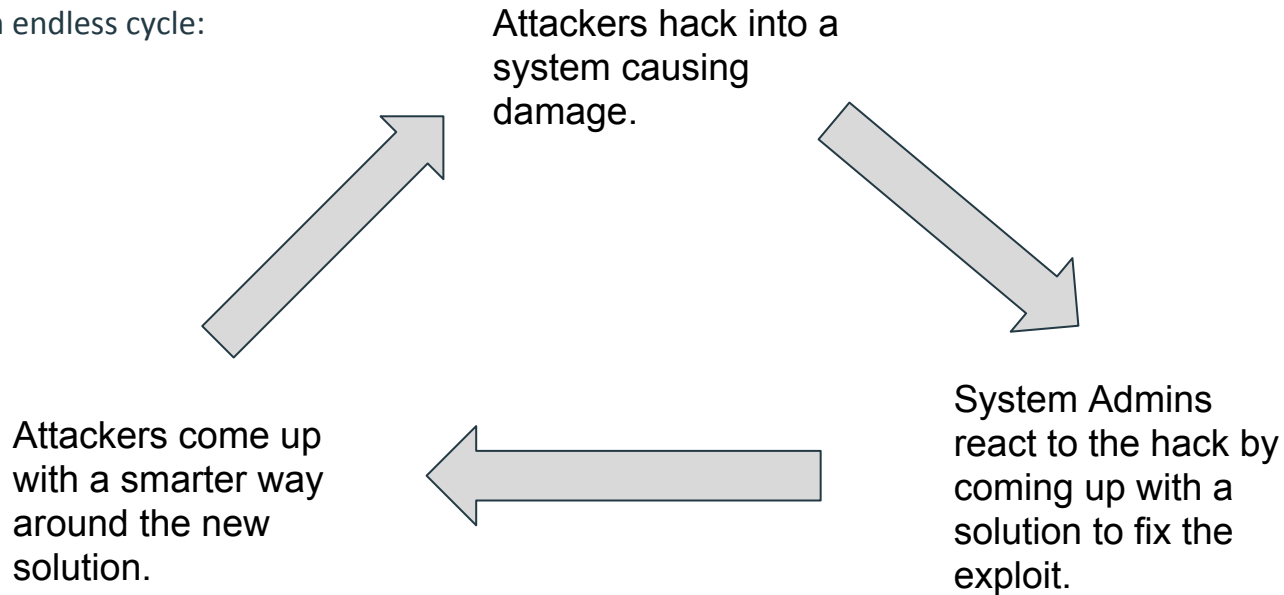 endless cycle:
Attackers hack into a
system causing
damage.
System Admins
react to the hack by
coming up with a
solution to fix the
exploit.
Attackers come up
with a smarter way
around the new
solution.